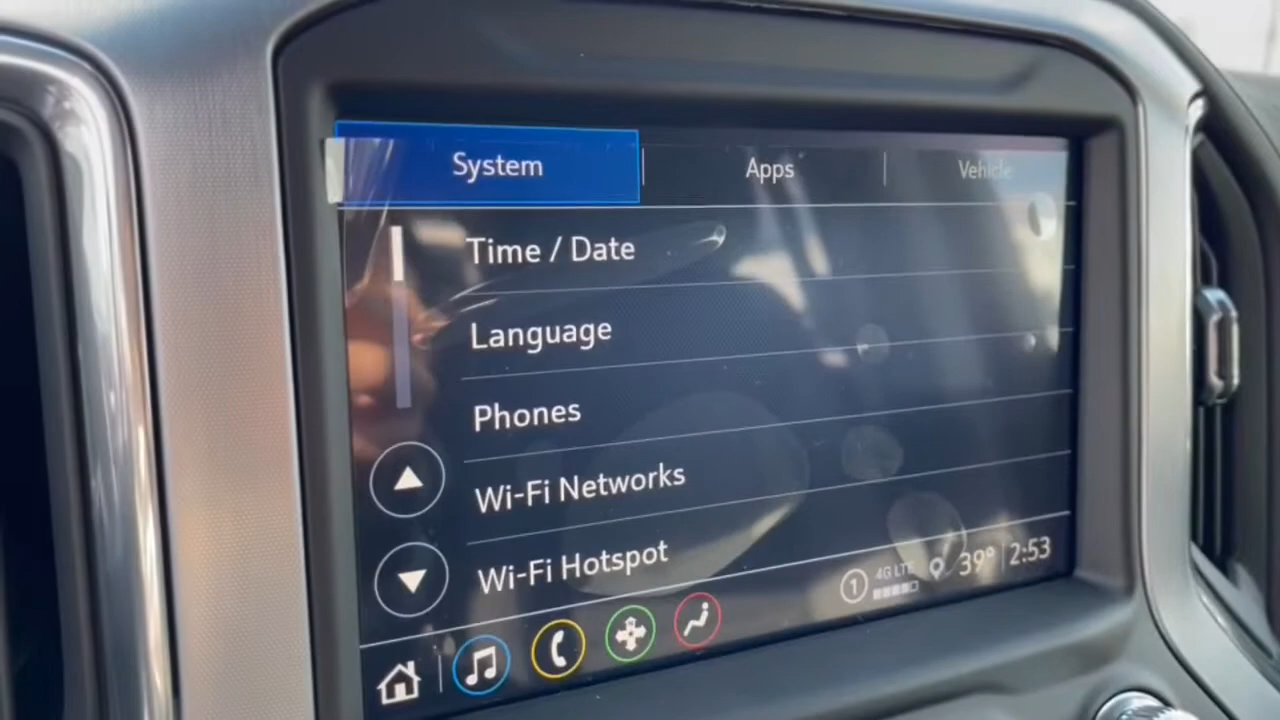 System Apps Vehicle
Time / Date
Language
Phones
Wi-Fi Networks
Wi-Fi Hotspot
1 4G LTE 39° 2:53